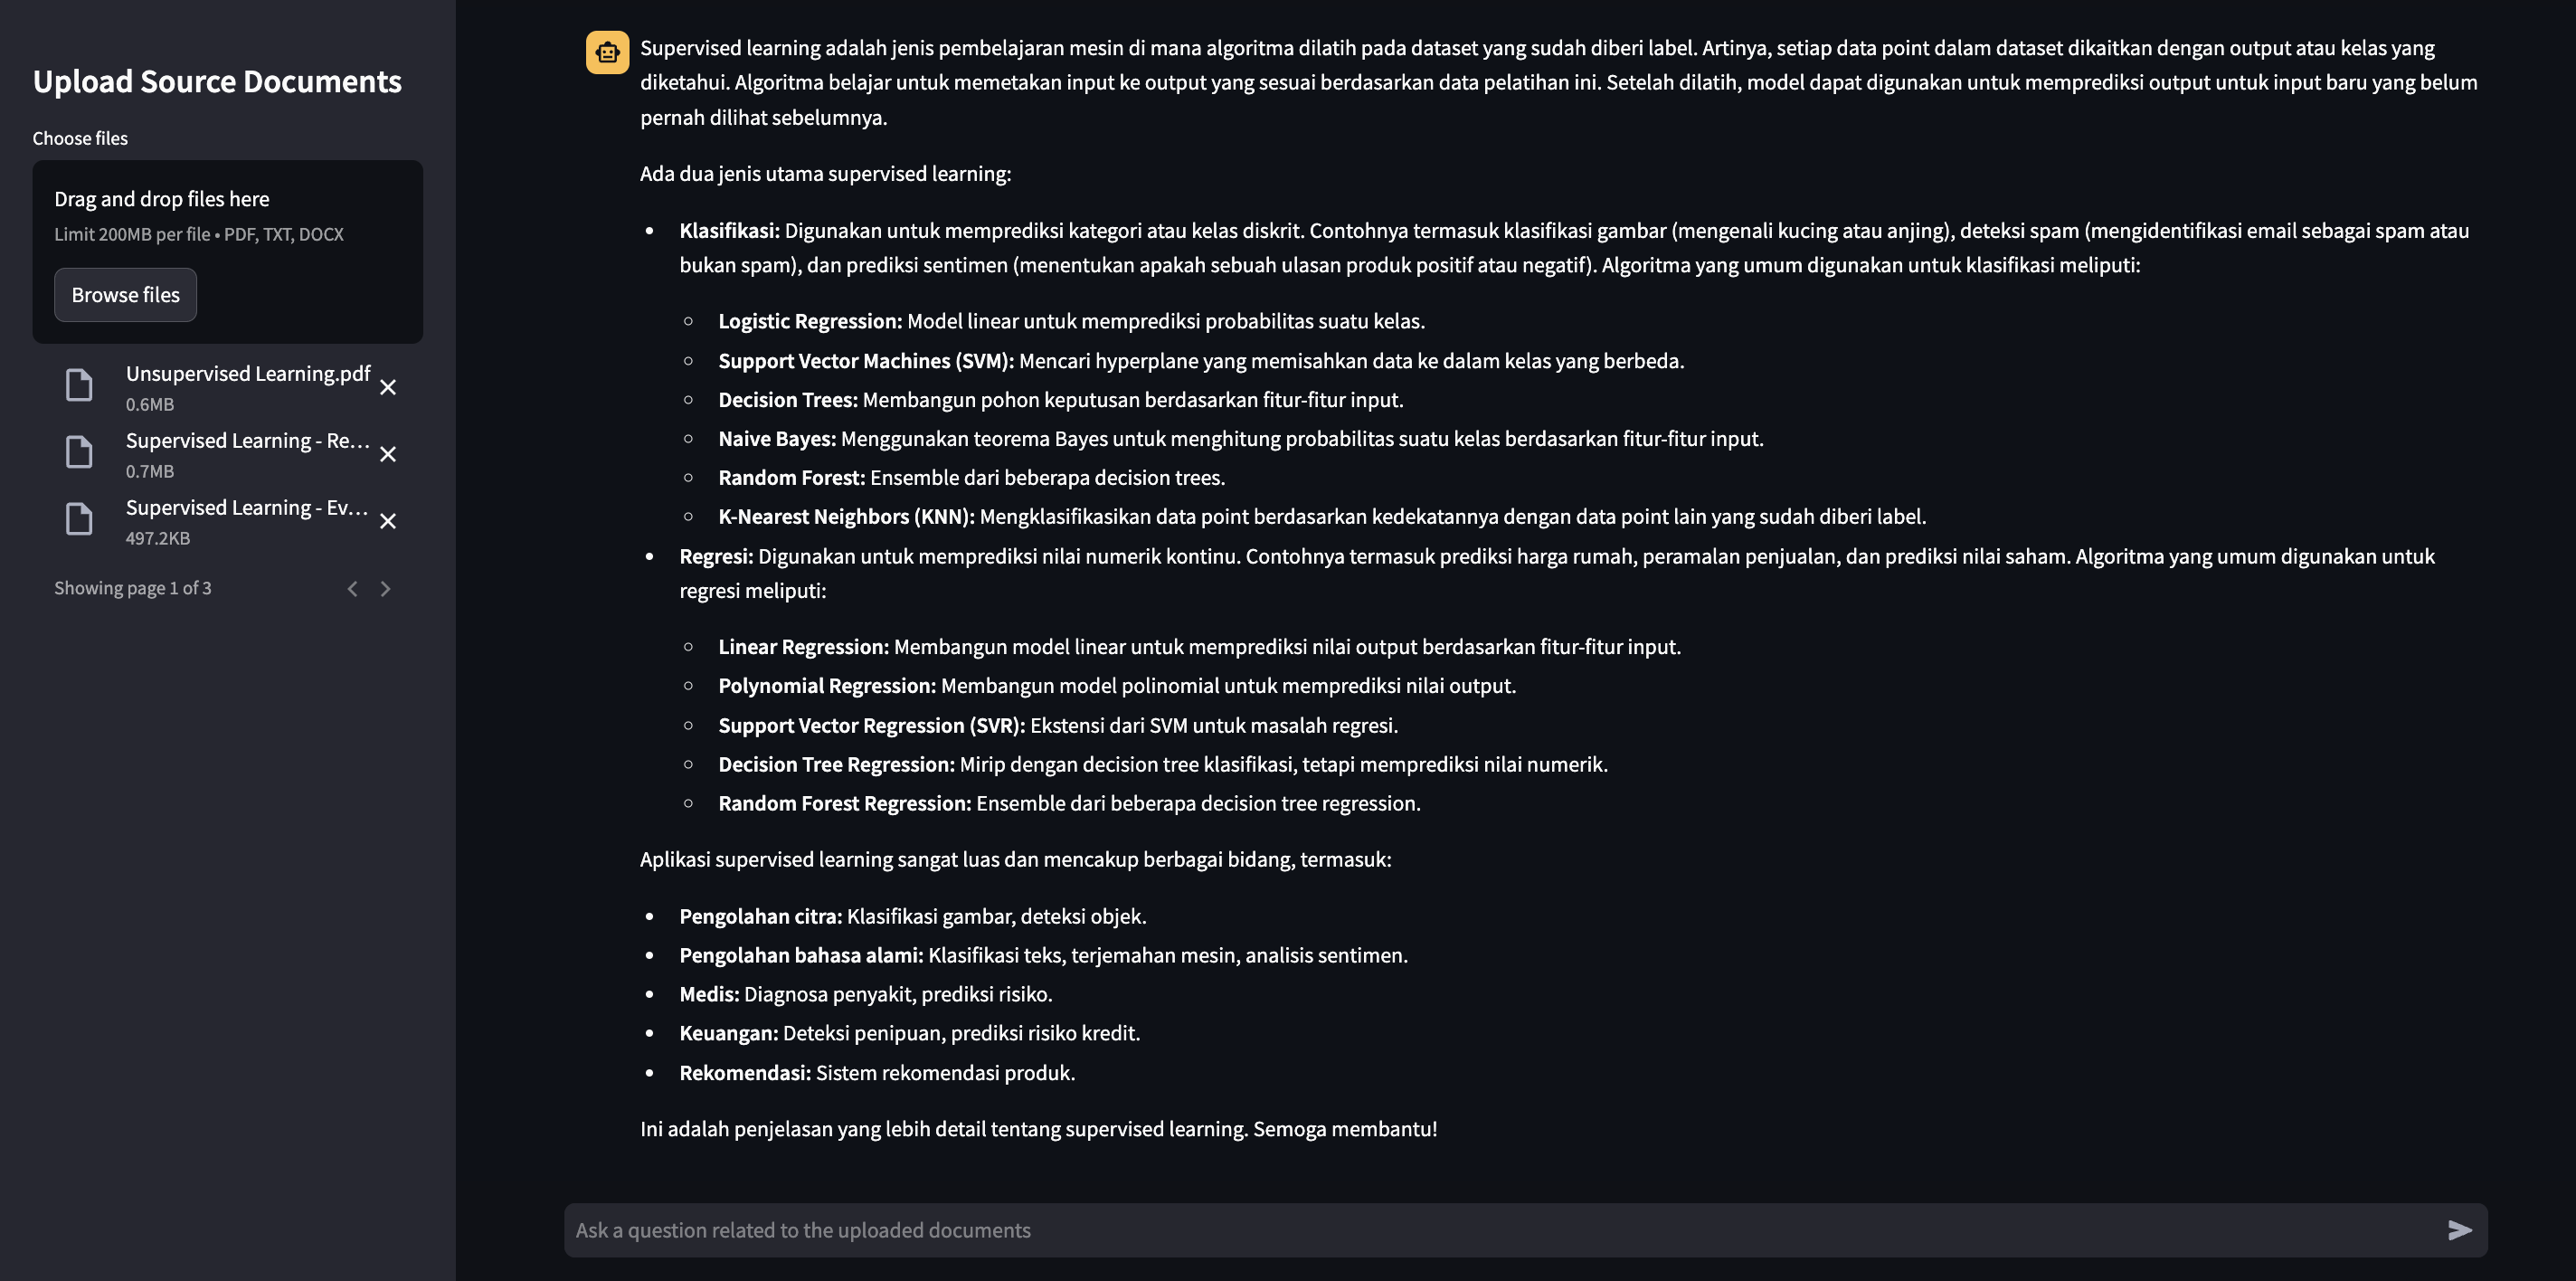 Upload Source Documents
Choose files
Drag and drop files here
Limit 200MB per file • PDF, TXT, DOCX
Browse files
Unsupervised Learning.pdf
0.6MB
Supervised Learning - Re...
0.7MB
Supervised Learning - Ev...
497.2KB
Showing page 1 of 3
Supervised learning adalah jenis pembelajaran mesin di mana algoritma dilatih pada dataset yang sudah diberi label. Artinya, setiap data point dalam dataset dikaitkan dengan output atau kelas yang
diketahui. Algoritma belajar untuk memetakan input ke output yang sesuai berdasarkan data pelatihan ini. Setelah dilatih, model dapat digunakan untuk memprediksi output untuk input baru yang belum
pernah dilihat sebelumnya.
Ada dua jenis utama supervised learning:
• Klasifikasi: Digunakan untuk memprediksi kategori atau kelas diskrit. Contohnya termasuk klasifikasi gambar (mengenali kucing atau anjing), deteksi spam (mengidentifikasi email sebagai spam atau
bukan spam), dan prediksi sentimen (menentukan apakah sebuah ulasan produk positif atau negatif). Algoritma yang umum digunakan untuk klasifikasi meliputi:
○ Logistic Regression: Model linear untuk memprediksi probabilitas suatu kelas.
○ Support Vector Machines (SVM): Mencari hyperplane yang memisahkan data ke dalam kelas yang berbeda.
○ Decision Trees: Membangun pohon keputusan berdasarkan fitur-fitur input.
○ Naive Bayes: Menggunakan teorema Bayes untuk menghitung probabilitas suatu kelas berdasarkan fitur-fitur input.
○ Random Forest: Ensemble dari beberapa decision trees.
○ K-Nearest Neighbors (KNN): Mengklasifikasikan data point berdasarkan kedekatannya dengan data point lain yang sudah diberi label.
• Regresi: Digunakan untuk memprediksi nilai numerik kontinu. Contohnya termasuk prediksi harga rumah, peramalan penjualan, dan prediksi nilai saham. Algoritma yang umum digunakan untuk
regresi meliputi:
○ Linear Regression: Membangun model linear untuk memprediksi nilai output berdasarkan fitur-fitur input.
○ Polynomial Regression: Membangun model polinomial untuk memprediksi nilai output.
○ Support Vector Regression (SVR): Ekstensi dari SVM untuk masalah regresi.
○ Decision Tree Regression: Mirip dengan decision tree klasifikasi, tetapi memprediksi nilai numerik.
○ Random Forest Regression: Ensemble dari beberapa decision tree regression.
Aplikasi supervised learning sangat luas dan mencakup berbagai bidang, termasuk:
• Pengolahan citra: Klasifikasi gambar, deteksi objek.
• Pengolahan bahasa alami: Klasifikasi teks, terjemahan mesin, analisis sentimen.
• Medis: Diagnosa penyakit, prediksi risiko.
• Keuangan: Deteksi penipuan, prediksi risiko kredit.
• Rekomendasi: Sistem rekomendasi produk.
Ini adalah penjelasan yang lebih detail tentang supervised learning. Semoga membantu!
Ask a question related to the uploaded documents